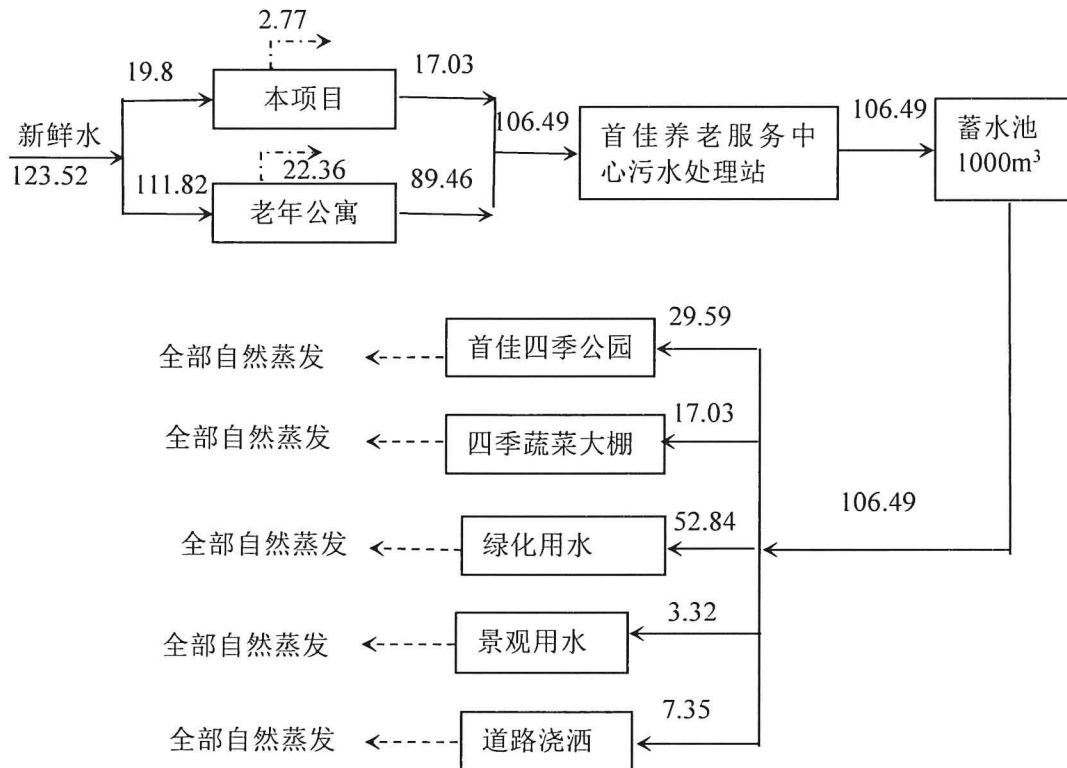 2.77
19.8
本项目
17.03
新鲜水
123.52
106.49
首佳养老服务中
心污水处理站
106.49
蓄水池
1000m³
111.82
22.36
老年公寓
89.46
29.59
全部自然蒸发
首佳四季公园
17.03
全部自然蒸发
四季蔬菜大棚
106.49
52.84
全部自然蒸发
绿化用水
3.32
全部自然蒸发
景观用水
7.35
全部自然蒸发
道路浇洒